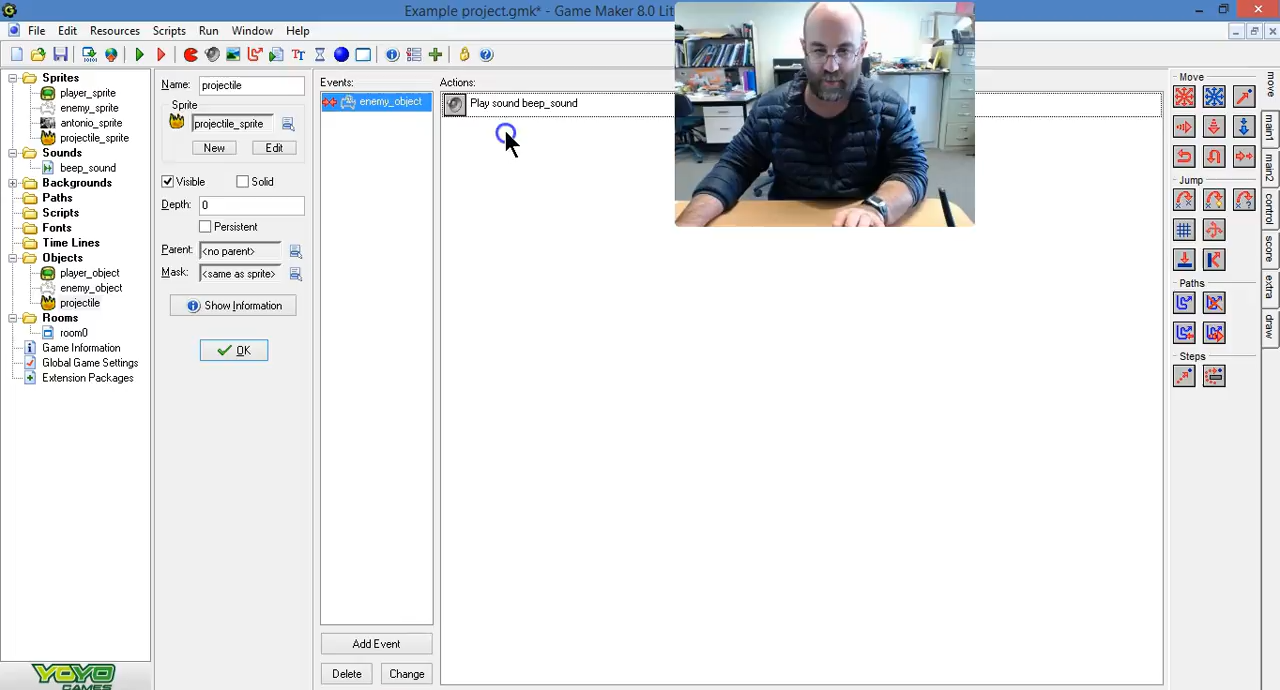 Example project.gmk* - Game Maker 8.0 Lit
File Edit Resources Scripts Run Window Help
Sprites
player_sprite
enemy_sprite
antonio_sprite
projectile_sprite
Sounds
beep_sound
Backgrounds
Paths
Scripts
Fonts
Time Lines
Objects
player_object
enemy_object
projectile
Rooms
room0
Game Information
Global Game Settings
Extension Packages
YOYO
GAMES
Name: projectile
Sprite
projectile_sprite
New Edit
Visible Solid
Depth: 0
Persistent
Parent: <no parent>
Mask: <same as sprite>
Show Information
OK
Events:
enemy_object
Add Event
Delete Change
Actions:
Play sound beep_sound
Move
Jump
Paths
Steps
move
main1
main2
control
score
extra
draw